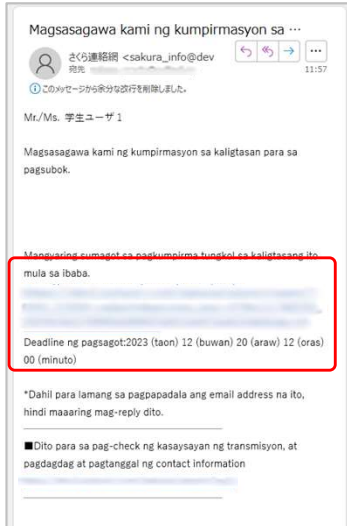 Magsasagawa kami ng kumpirmasyon sa …
さくら連絡網 <sakura_info@dev
宛先
11:57
このメッセージから余分な改行を削除しました。
Mr./Ms. 学生ユーザ１
Magsasagawa kami ng kumpirmasyon sa kaligtasan para sa
pagsubok.
Mangyaring sumagot sa pagkumpirma tungkol sa kaligtasang ito
mula sa ibaba.
Deadline ng pagsagot:2023 (taon) 12 (buwan) 20 (araw) 12 (oras)
00 (minuto)
*Dahil para lamang sa pagpapadala ang email address na ito,
hindi maaaring mag-reply dito.
■Dito para sa pag-check ng kasaysayan ng transmisyon, at
pagdagdag at pagtanggal ng contact information